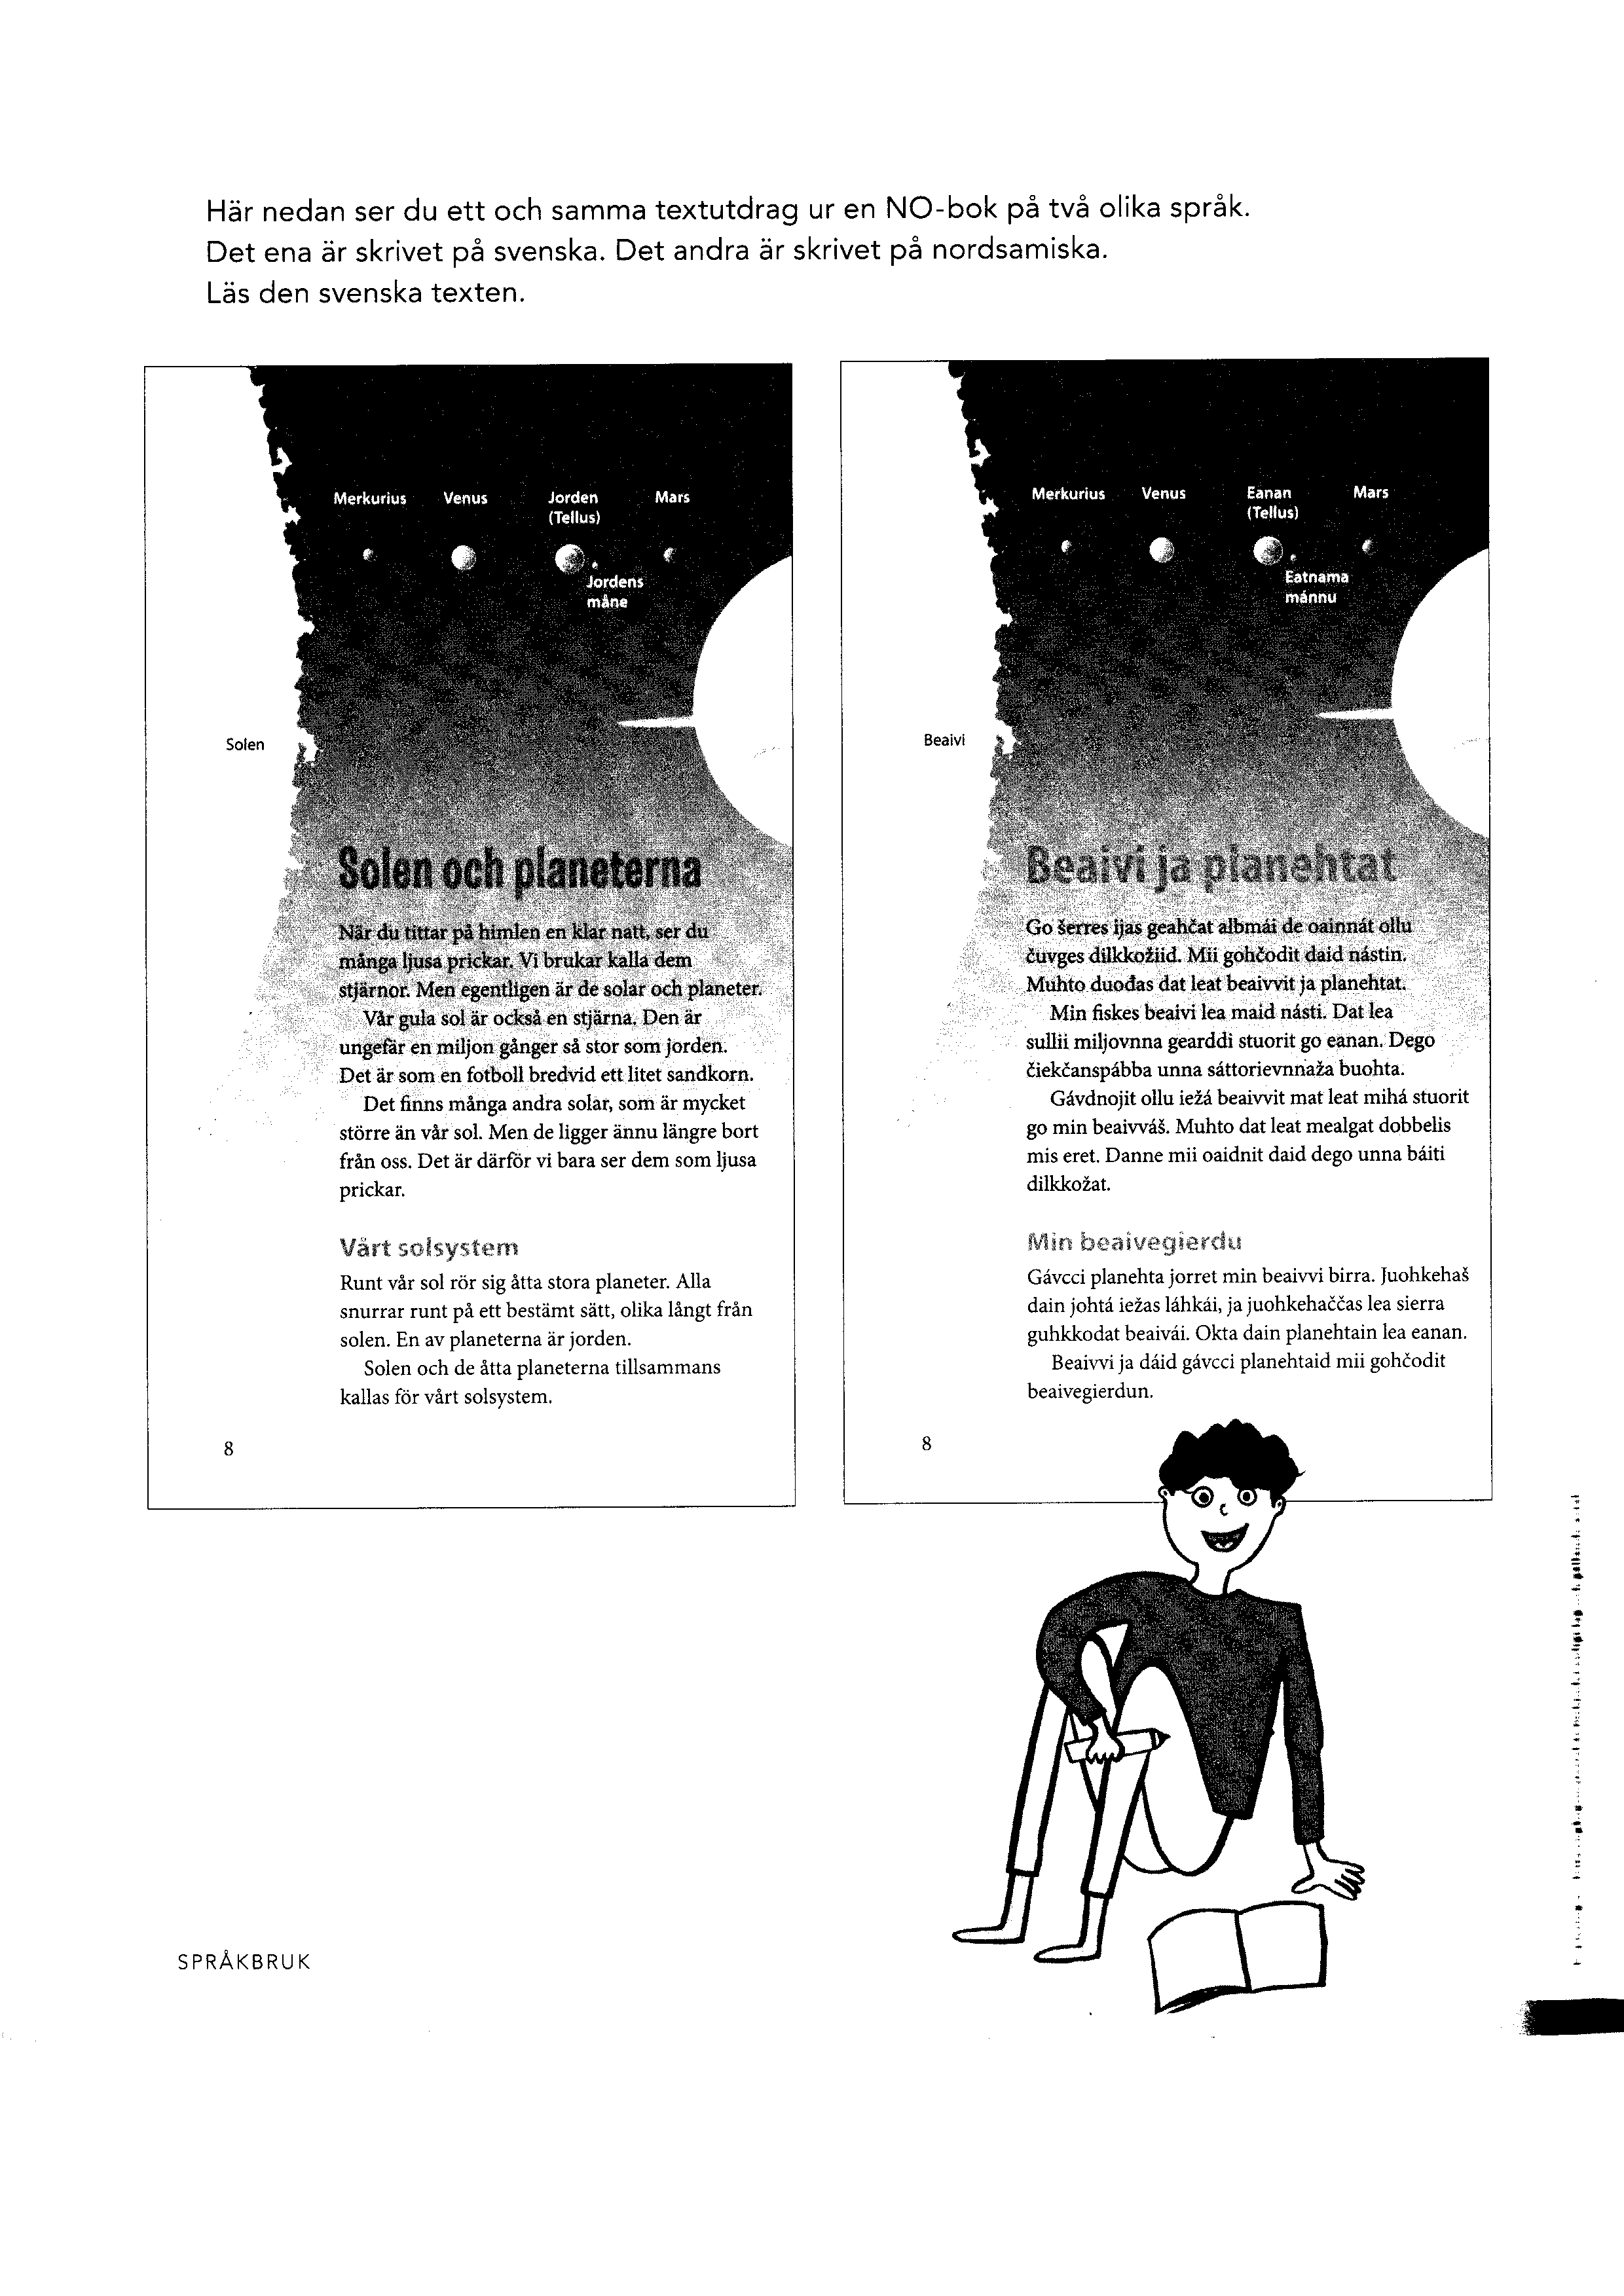 Här nedan ser du ett och samma textutdrag ur en NO-bok på två olika språk.
Det ena är skrivet på svenska. Det andra är skrivet på nordsamiska.
Läs den svenska texten.
Merkurius Venus Jorden Mars
(Tellus)
Jordens
måne
Solen
Solen och planeterna
När du tittar på himlen en klar natt, ser du
många ljusa prickar. Vi brukar kalla dem
stjärnor. Men egentligen är de solar och planeter.
Vår gula sol är också en stjärna. Den är
ungefär en miljon gånger så stor som jorden.
Det är som en fotboll bredvid ett litet sandkorn.
Det finns många andra solar, som är mycket
större än vår sol. Men de ligger ännu längre bort
från oss. Det är därför vi bara ser dem som ljusa
prickar.
Vårt solsystem
Runt vår sol rör sig åtta stora planeter. Alla
snurrar runt på ett bestämt sätt, olika långt från
solen. En av planeterna är jorden.
Solen och de åtta planeterna tillsammans
kallas för vårt solsystem.
8
Merkurius Venus Eanan Mars
(Tellus)
Eatnama
mánnu
Beaivi
Beaivi ja planehtat
Go šerres ijas geahčat albmái de oainnát ollu
čuvges dilkkožiid. Mii gohčodit daid nástin.
Muhto duođas dat leat beaivvit ja planehtat.
Min fiskes beaivi lea maid násti. Dat lea
sullii miljovnna gearddi stuorit go eanan. Dego
čiekčanspábba unna sáttorievnnaža buohta.
Gávdnojit ollu iežá beaivvit mat leat mihá stuorit
go min beaivváš. Muhto dat leat mealgat dobbelis
mis eret. Danne mii oaidnit daid dego unna báiti
dilkkožat.
Min beaivegierdu
Gávcci planehta jorret min beaivvi birra. Juohkehaš
dain johtá iežas láhkái, ja juohkehaččas lea sierra
guhkkodat beaivái. Okta dain planehtain lea eanan.
Beaivvi ja dáid gávcci planehtaid mii gohčodit
beaivegierdun.
8
SPRÅKBRUK